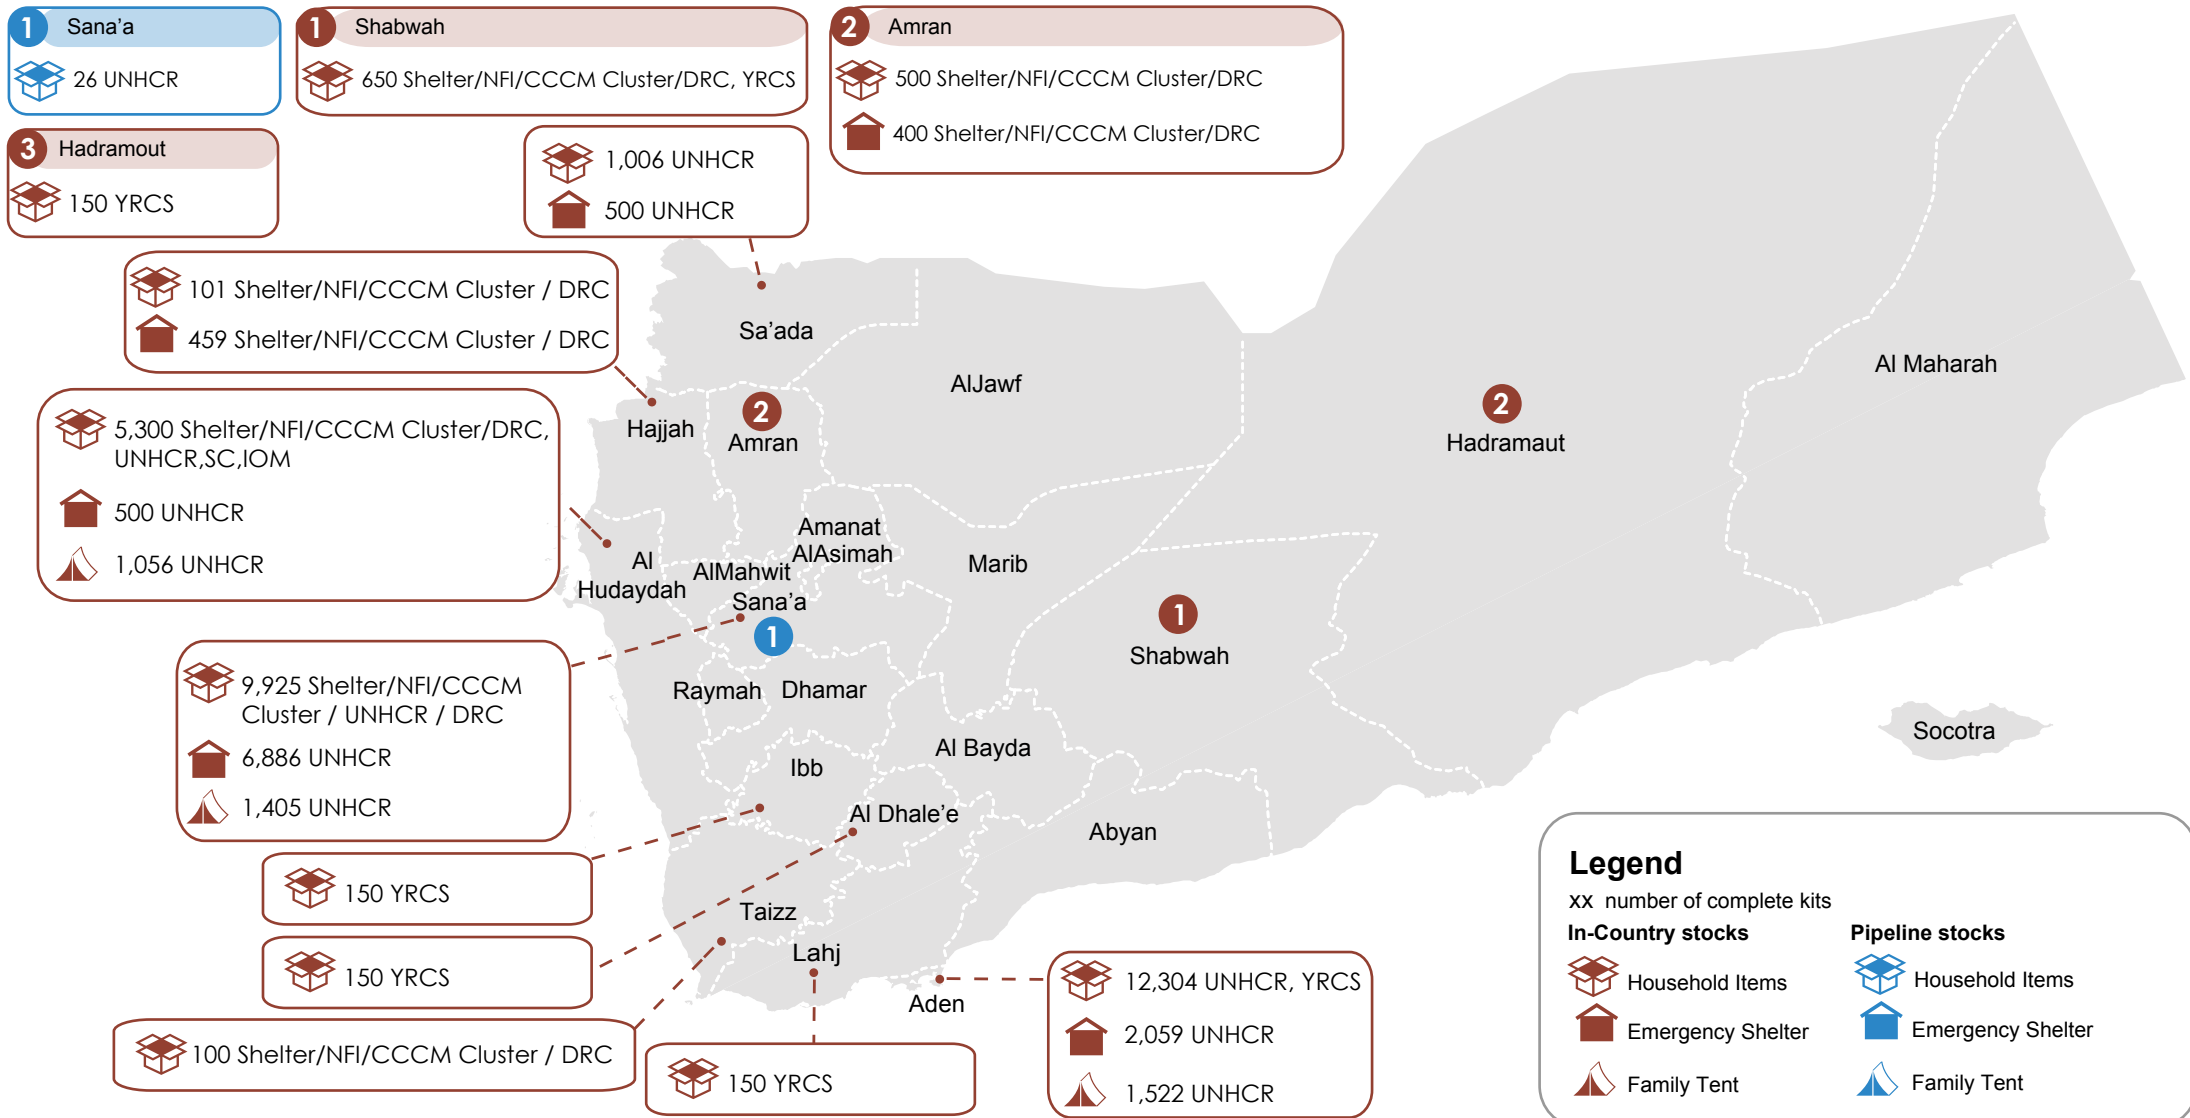 1 Sana’a
26 UNHCR
1 Shabwah
650 Shelter/NFI/CCCM Cluster/DRC, YRCS
2 Amran
500 Shelter/NFI/CCCM Cluster/DRC
400 Shelter/NFI/CCCM Cluster/DRC
3 Hadramout
150 YRCS
1,006 UNHCR
500 UNHCR
101 Shelter/NFI/CCCM Cluster / DRC
459 Shelter/NFI/CCCM Cluster / DRC
5,300 Shelter/NFI/CCCM Cluster/DRC,
UNHCR,SC,IOM
500 UNHCR
1,056 UNHCR
9,925 Shelter/NFI/CCCM
Cluster / UNHCR / DRC
6,886 UNHCR
1,405 UNHCR
150 YRCS
150 YRCS
100 Shelter/NFI/CCCM Cluster / DRC
150 YRCS
12,304 UNHCR, YRCS
2,059 UNHCR
1,522 UNHCR
Sa’ada
AlJawf
Al Maharah
2
Hadramaut
Hajjah
2
Amran
Amanat
AlAsimah
Marib
Al
Hudaydah
AlMahwit
Sana’a
1
1
Shabwah
Raymah
Dhamar
Al Bayda
Socotra
Ibb
Al Dhale’e
Abyan
Taizz
Lahj
Aden
Legend
xx number of complete kits
In-Country stocks
Household Items
Emergency Shelter
Family Tent
Pipeline stocks
Household Items
Emergency Shelter
Family Tent